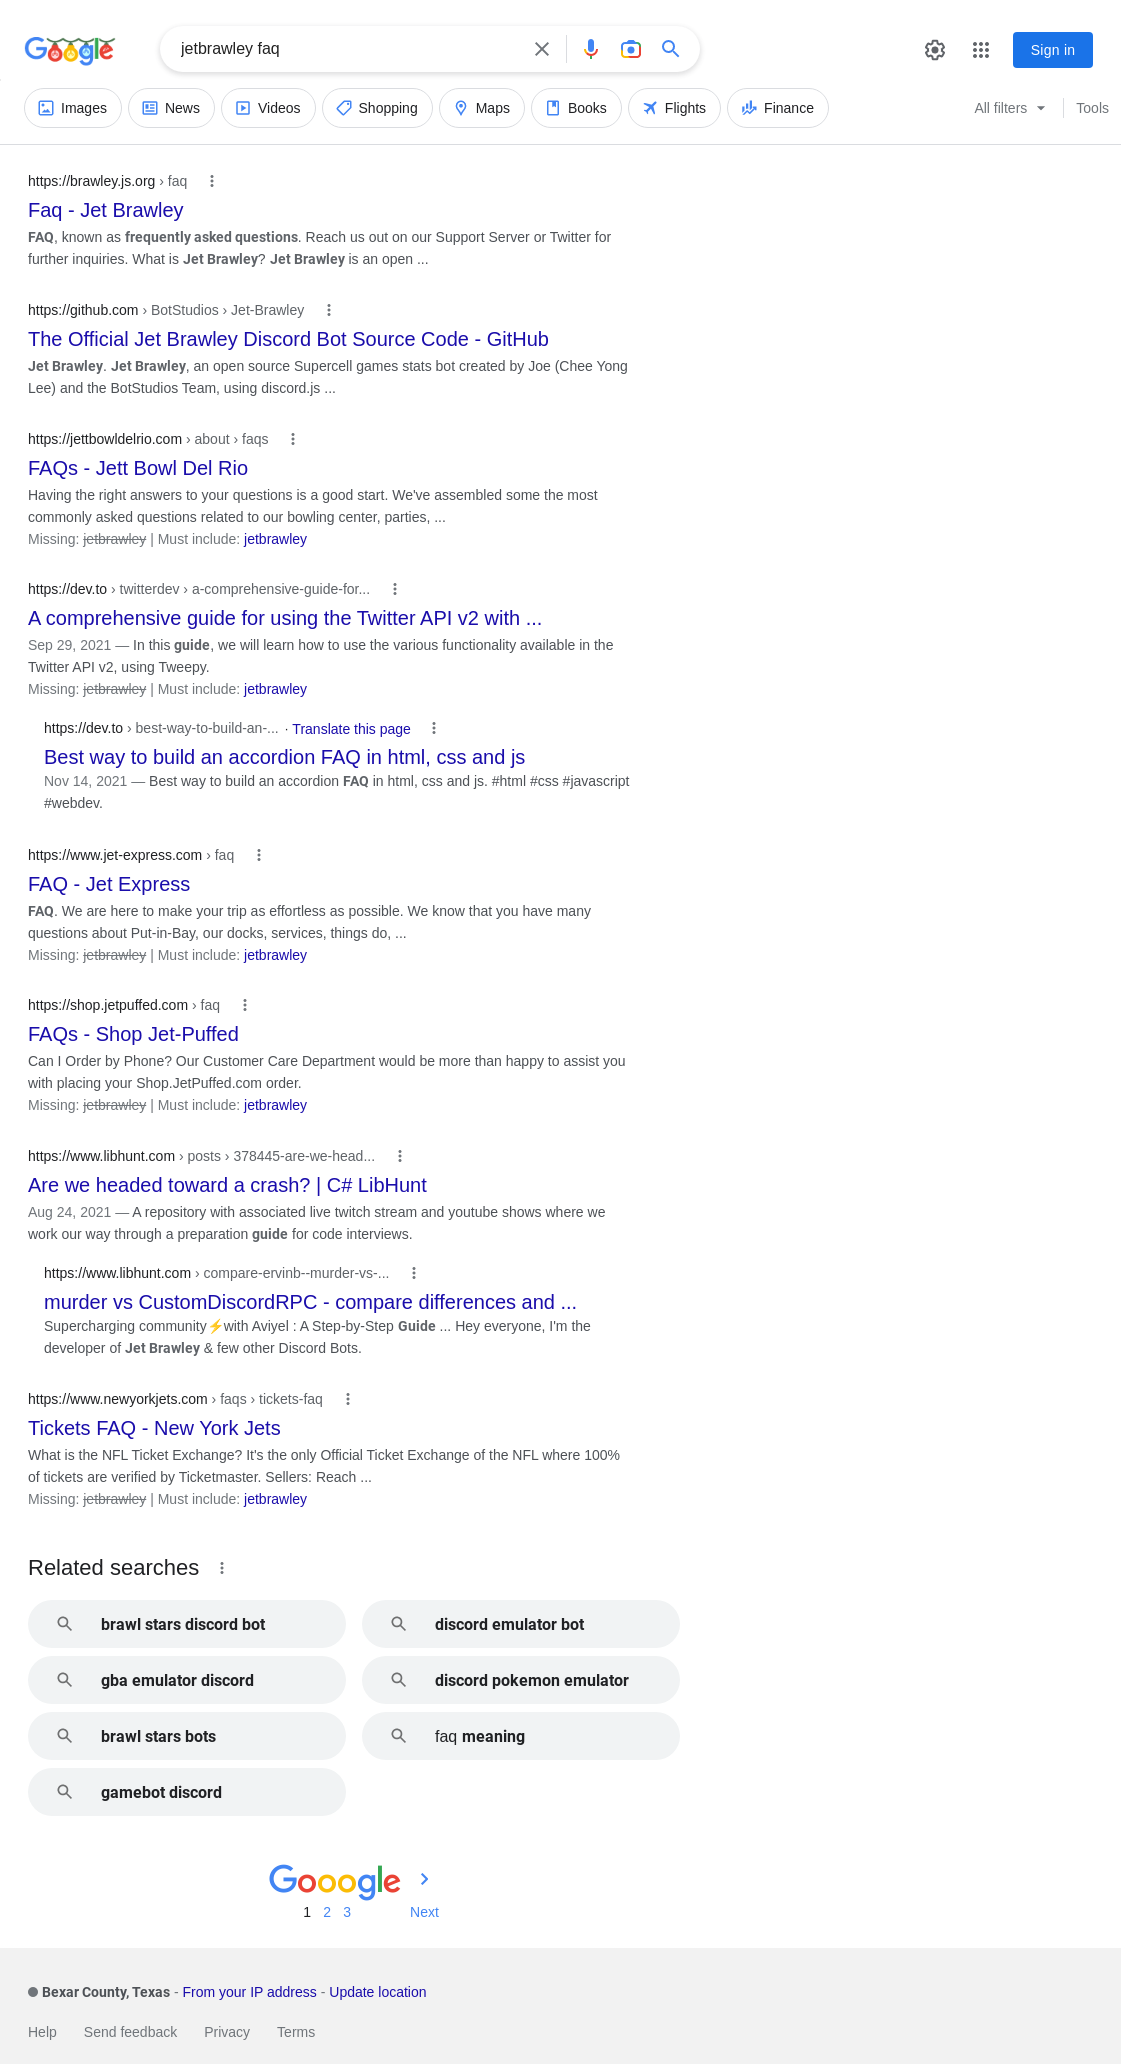 Google
jetbrawley faq
Sign in
Images
News
Videos
Shopping
Maps
Books
Flights
Finance
All filters
Tools
https://brawley.js.org › faq
Faq - Jet Brawley
FAQ, known as frequently asked questions. Reach us out on our Support Server or Twitter for
further inquiries. What is Jet Brawley? Jet Brawley is an open ...
https://github.com › BotStudios › Jet-Brawley
The Official Jet Brawley Discord Bot Source Code - GitHub
Jet Brawley. Jet Brawley, an open source Supercell games stats bot created by Joe (Chee Yong
Lee) and the BotStudios Team, using discord.js ...
https://jettbowldelrio.com › about › faqs
FAQs - Jett Bowl Del Rio
Having the right answers to your questions is a good start. We've assembled some the most
commonly asked questions related to our bowling center, parties, ...
Missing: jetbrawley | Must include: jetbrawley
https://dev.to › twitterdev › a-comprehensive-guide-for...
A comprehensive guide for using the Twitter API v2 with ...
Sep 29, 2021 — In this guide, we will learn how to use the various functionality available in the
Twitter API v2, using Tweepy.
Missing: jetbrawley | Must include: jetbrawley
https://dev.to › best-way-to-build-an-... · Translate this page
Best way to build an accordion FAQ in html, css and js
Nov 14, 2021 — Best way to build an accordion FAQ in html, css and js. #html #css #javascript
#webdev.
https://www.jet-express.com › faq
FAQ - Jet Express
FAQ. We are here to make your trip as effortless as possible. We know that you have many
questions about Put-in-Bay, our docks, services, things do, ...
Missing: jetbrawley | Must include: jetbrawley
https://shop.jetpuffed.com › faq
FAQs - Shop Jet-Puffed
Can I Order by Phone? Our Customer Care Department would be more than happy to assist you
with placing your Shop.JetPuffed.com order.
Missing: jetbrawley | Must include: jetbrawley
https://www.libhunt.com › posts › 378445-are-we-head...
Are we headed toward a crash? | C# LibHunt
Aug 24, 2021 — A repository with associated live twitch stream and youtube shows where we
work our way through a preparation guide for code interviews.
https://www.libhunt.com › compare-ervinb--murder-vs-...
murder vs CustomDiscordRPC - compare differences and ...
Supercharging community⚡with Aviyel : A Step-by-Step Guide ... Hey everyone, I'm the
developer of Jet Brawley & few other Discord Bots.
https://www.newyorkjets.com › faqs › tickets-faq
Tickets FAQ - New York Jets
What is the NFL Ticket Exchange? It's the only Official Ticket Exchange of the NFL where 100%
of tickets are verified by Ticketmaster. Sellers: Reach ...
Missing: jetbrawley | Must include: jetbrawley
Related searches
brawl stars discord bot
discord emulator bot
gba emulator discord
discord pokemon emulator
brawl stars bots
faq meaning
gamebot discord
Gooogle
1 2 3 Next
Bexar County, Texas - From your IP address - Update location
Help Send feedback Privacy Terms